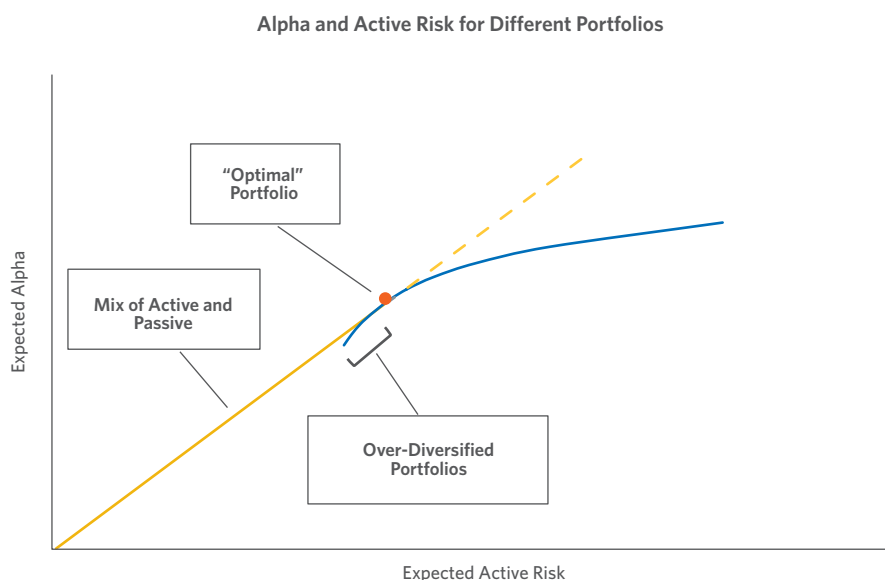 Alpha and Active Risk for Different Portfolios
“Optimal”
Portfolio
Mix of Active and
Passive
Over-Diversified
Portfolios
Expected Alpha
Expected Active Risk